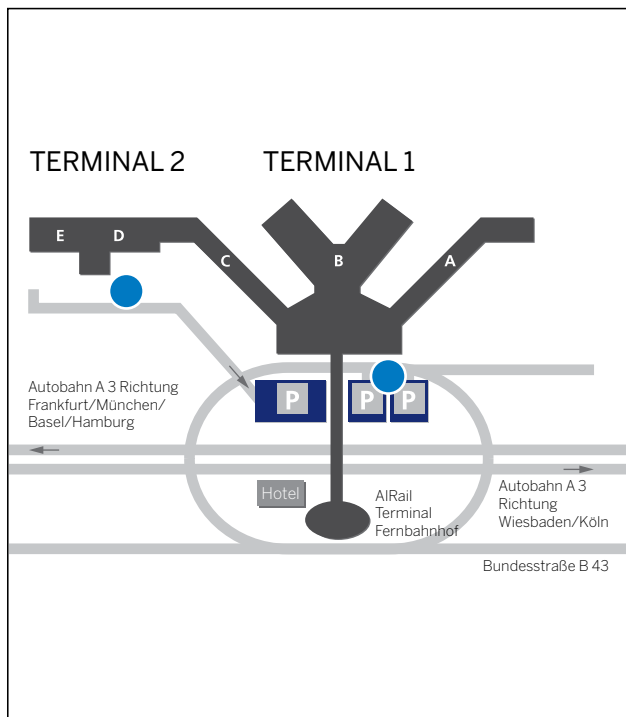 TERMINAL 2
TERMINAL 1
E
D
C
B
A
P
P
P
Autobahn A 3 Richtung
Frankfurt/München/
Basel/Hamburg
Hotel
AIRail
Terminal
Fernbahnhof
Autobahn A 3
Richtung
Wiesbaden/Köln
Bundesstraße B 43